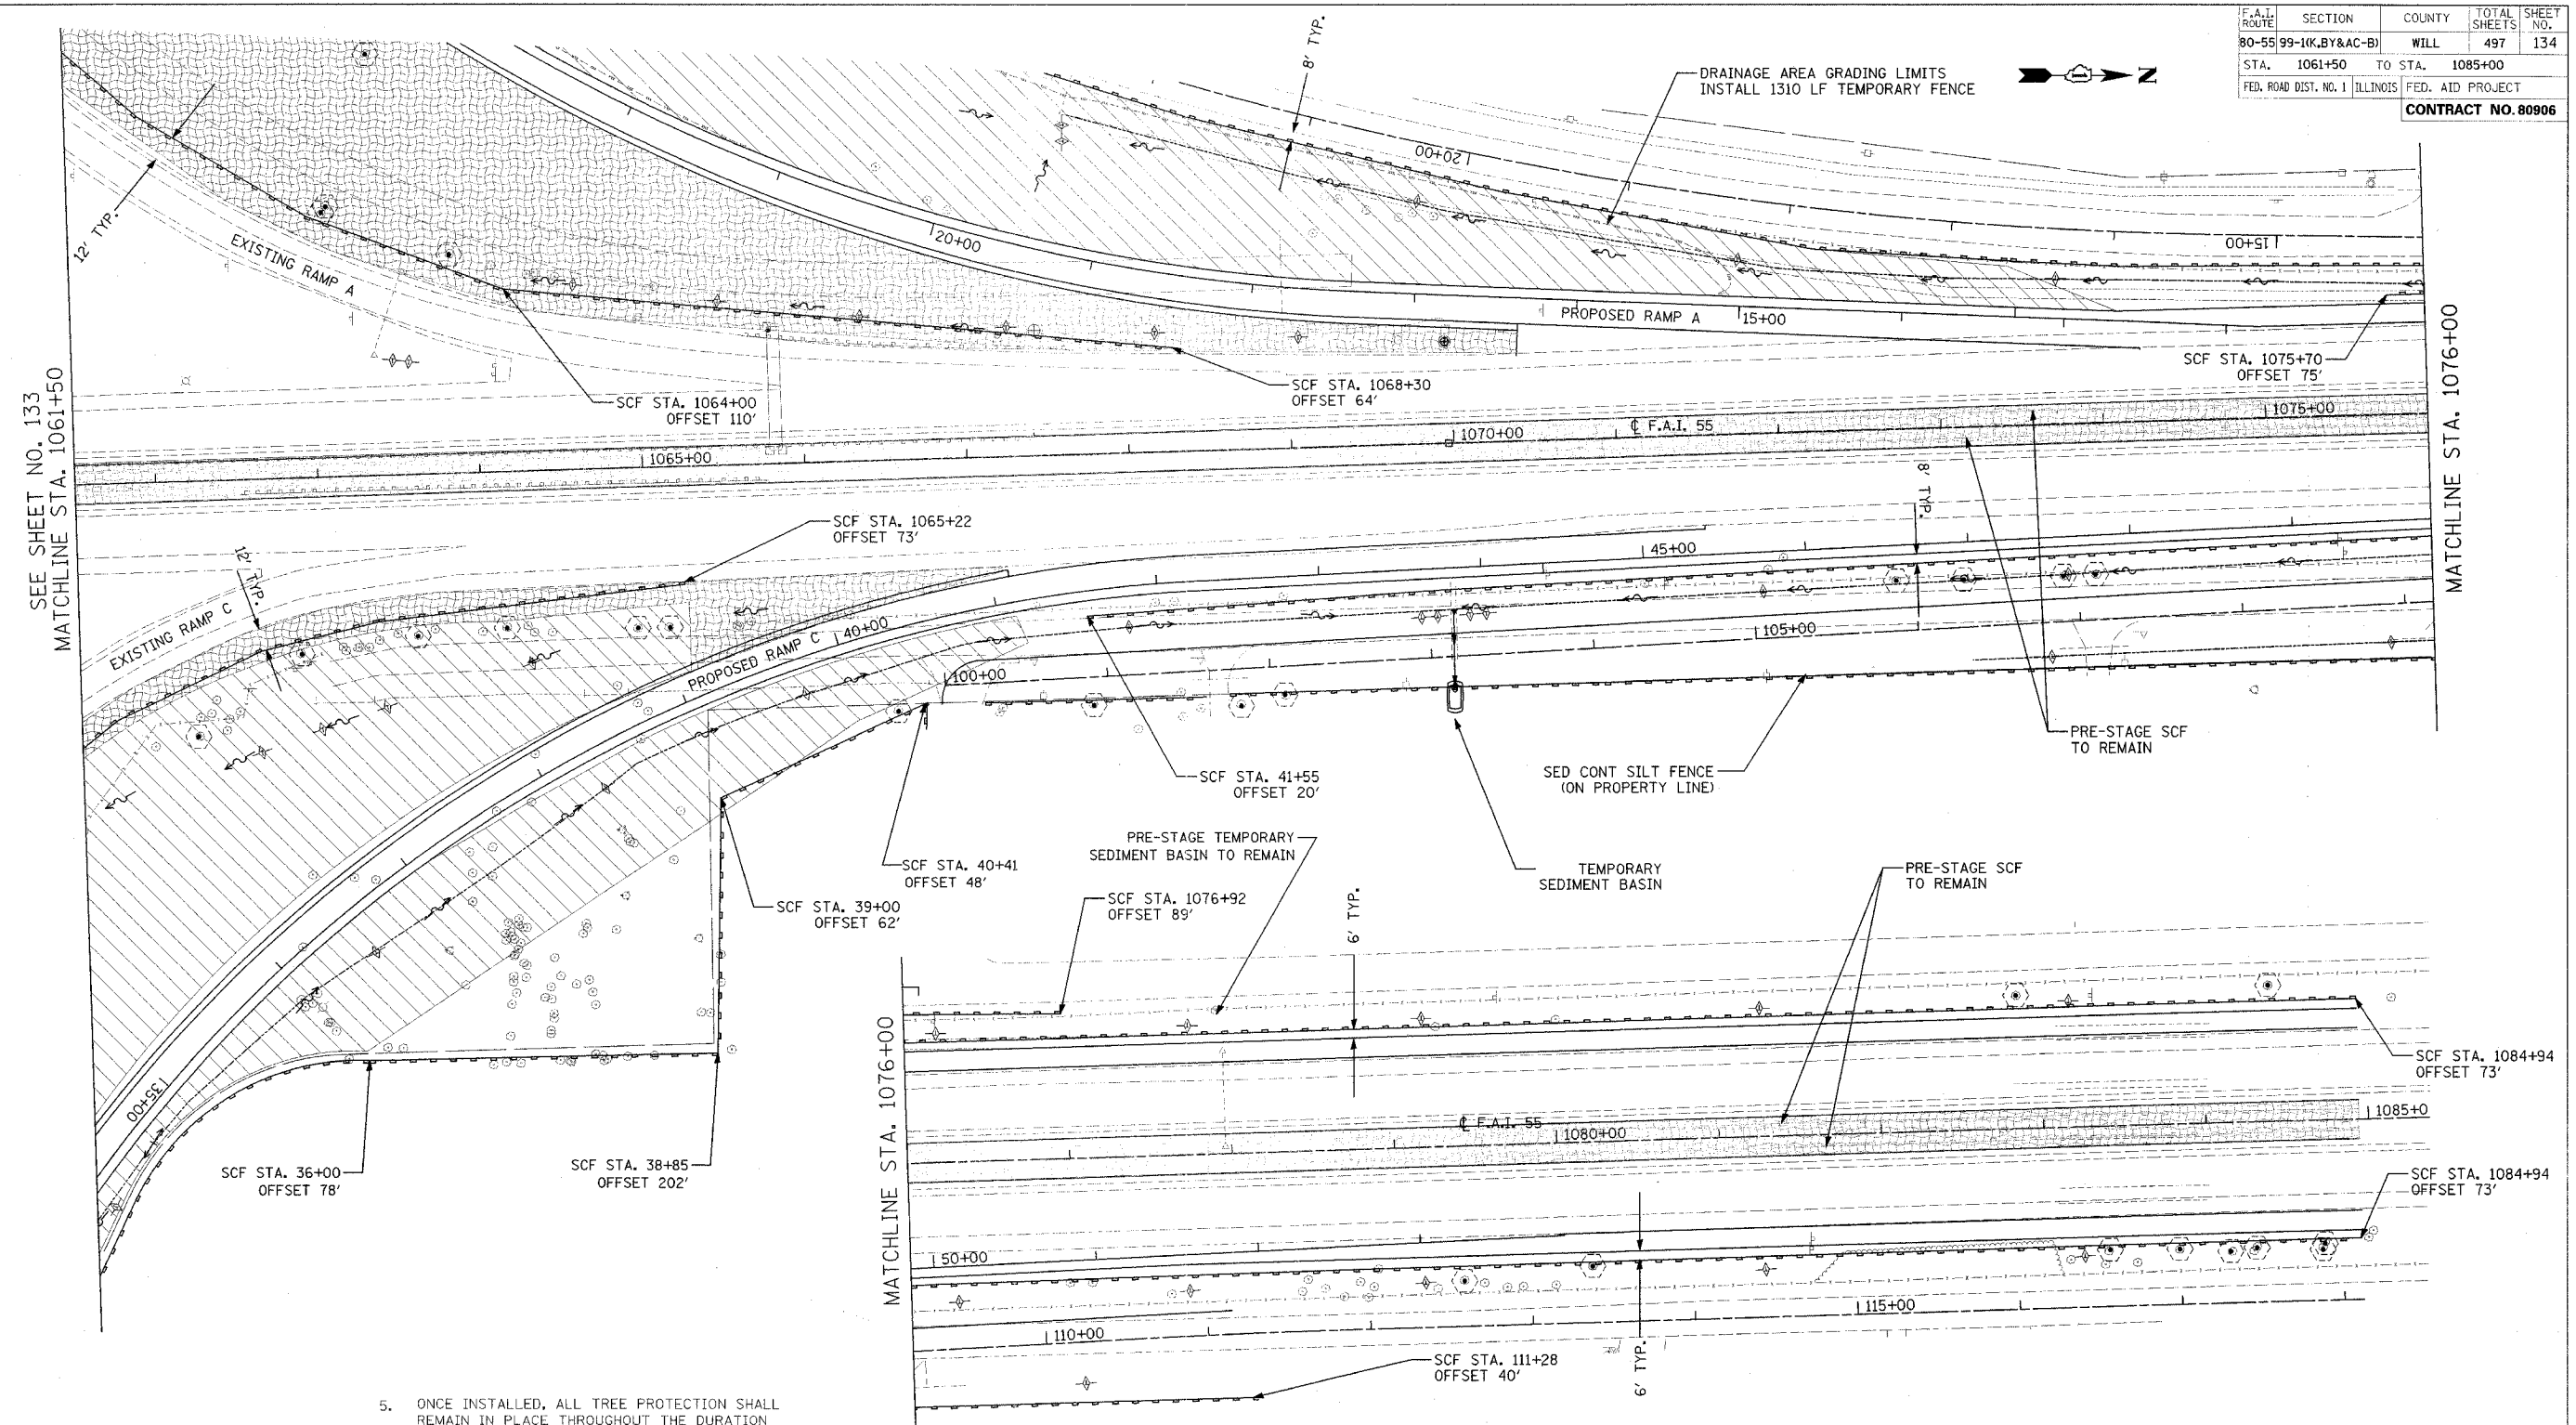 F.A.I. ROUTE SECTION COUNTY TOTAL SHEETS SHEET NO.
80-55 99-1(K,BY&AC-B) WILL 497 134
STA. 1061+50 TO STA. 1085+00
FED. ROAD DIST. NO. 1 ILLINOIS FED. AID PROJECT
CONTRACT NO. 80906
8' TYP.
DRAINAGE AREA GRADING LIMITS
INSTALL 1310 LF TEMPORARY FENCE
N
120+00
12' TYP.
EXISTING RAMP A
20+00
15+00
PROPOSED RAMP A
15+00
SCF STA. 1075+70
OFFSET 75'
MATCHLINE STA. 1076+00
SEE SHEET NO. 133
MATCHLINE STA. 1061+50
SCF STA. 1064+00
OFFSET 110'
SCF STA. 1068+30
OFFSET 64'
1065+00
1070+00
℄ F.A.I. 55
1075+00
8' TYP.
SCF STA. 1065+22
OFFSET 73'
12' TYP.
EXISTING RAMP C
PROPOSED RAMP C
40+00
45+00
100+00
105+00
PRE-STAGE SCF
TO REMAIN
SCF STA. 41+55
OFFSET 20'
SED CONT SILT FENCE
(ON PROPERTY LINE)
PRE-STAGE TEMPORARY
SEDIMENT BASIN TO REMAIN
SCF STA. 40+41
OFFSET 48'
TEMPORARY
SEDIMENT BASIN
PRE-STAGE SCF
TO REMAIN
SCF STA. 39+00
OFFSET 62'
SCF STA. 1076+92
OFFSET 89'
6' TYP.
MATCHLINE STA. 1076+00
SCF STA. 1084+94
OFFSET 73'
135+00
℄ F.A.I. 55
1080+00
1085+0
SCF STA. 36+00
OFFSET 78'
SCF STA. 38+85
OFFSET 202'
SCF STA. 1084+94
OFFSET 73'
50+00
110+00
115+00
6' TYP.
SCF STA. 111+28
OFFSET 40'
5. ONCE INSTALLED, ALL TREE PROTECTION SHALL
REMAIN IN PLACE THROUGHOUT THE DURATION